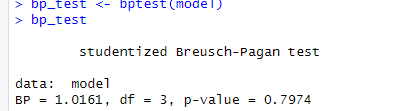 > bp_test <- bptest(model)
> bp_test
studentized Breusch-Pagan test
data:  model
BP = 1.0161, df = 3, p-value = 0.7974